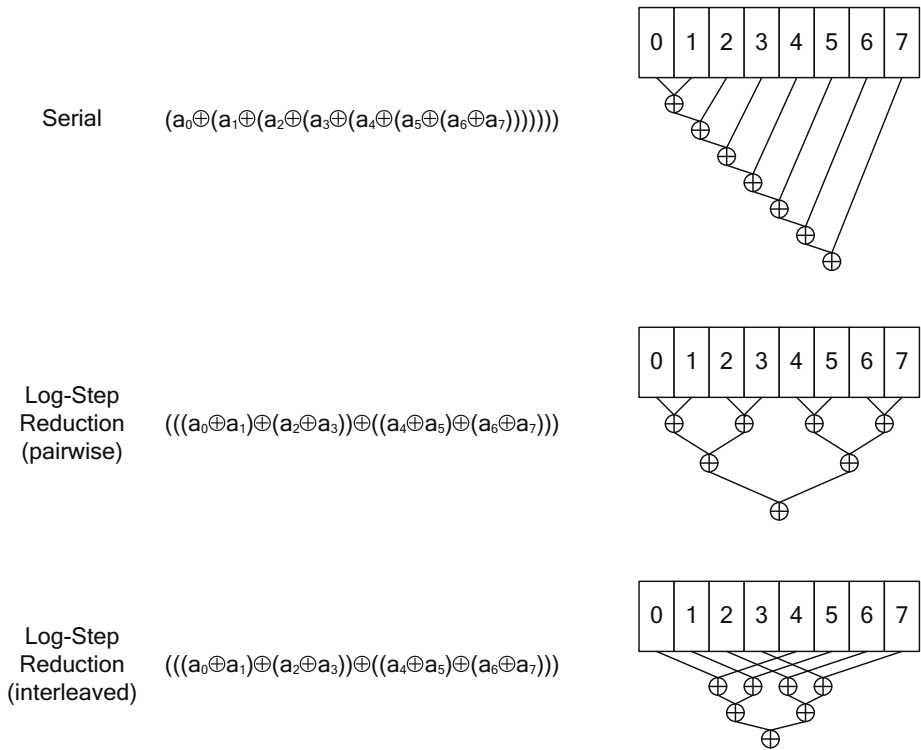 0 1 2 3 4 5 6 7
Serial
(a₀⊕(a₁⊕(a₂⊕(a₃⊕(a₄⊕(a₅⊕(a₆⊕a₇)))))))
0 1 2 3 4 5 6 7
Log-Step
Reduction
(pairwise)
(((a₀⊕a₁)⊕(a₂⊕a₃))⊕((a₄⊕a₅)⊕(a₆⊕a₇)))
0 1 2 3 4 5 6 7
Log-Step
Reduction
(interleaved)
(((a₀⊕a₁)⊕(a₂⊕a₃))⊕((a₄⊕a₅)⊕(a₆⊕a₇)))